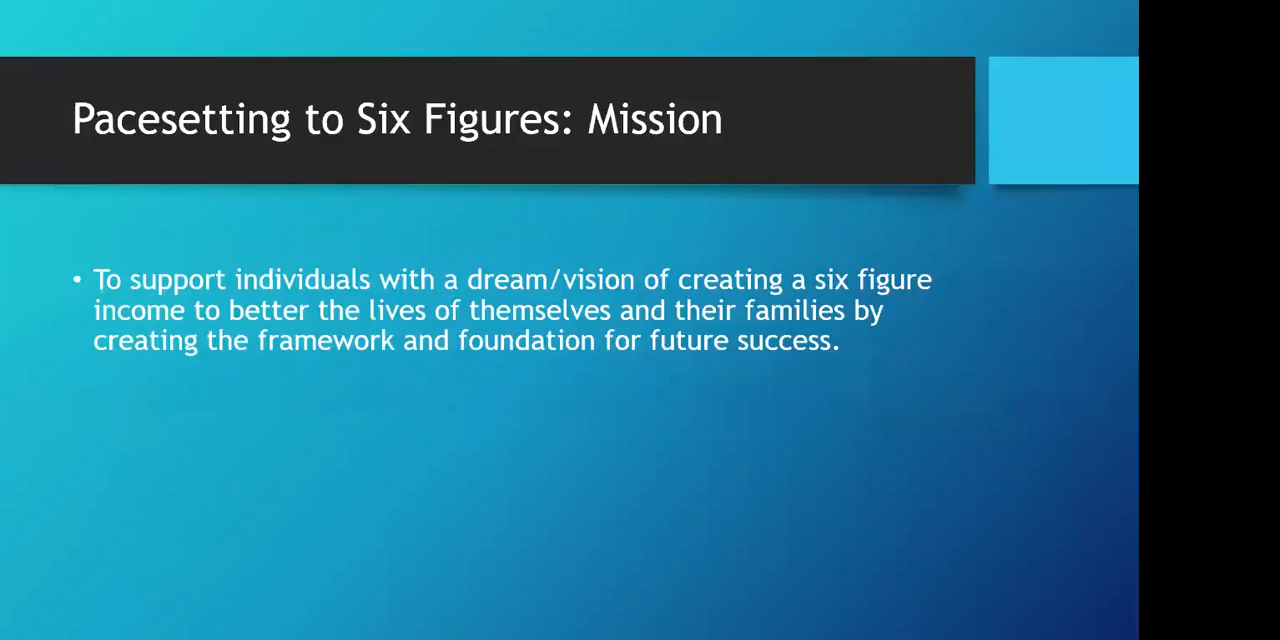 Pacesetting to Six Figures: Mission
• To support individuals with a dream/vision of creating a six figure
income to better the lives of themselves and their families by
creating the framework and foundation for future success.